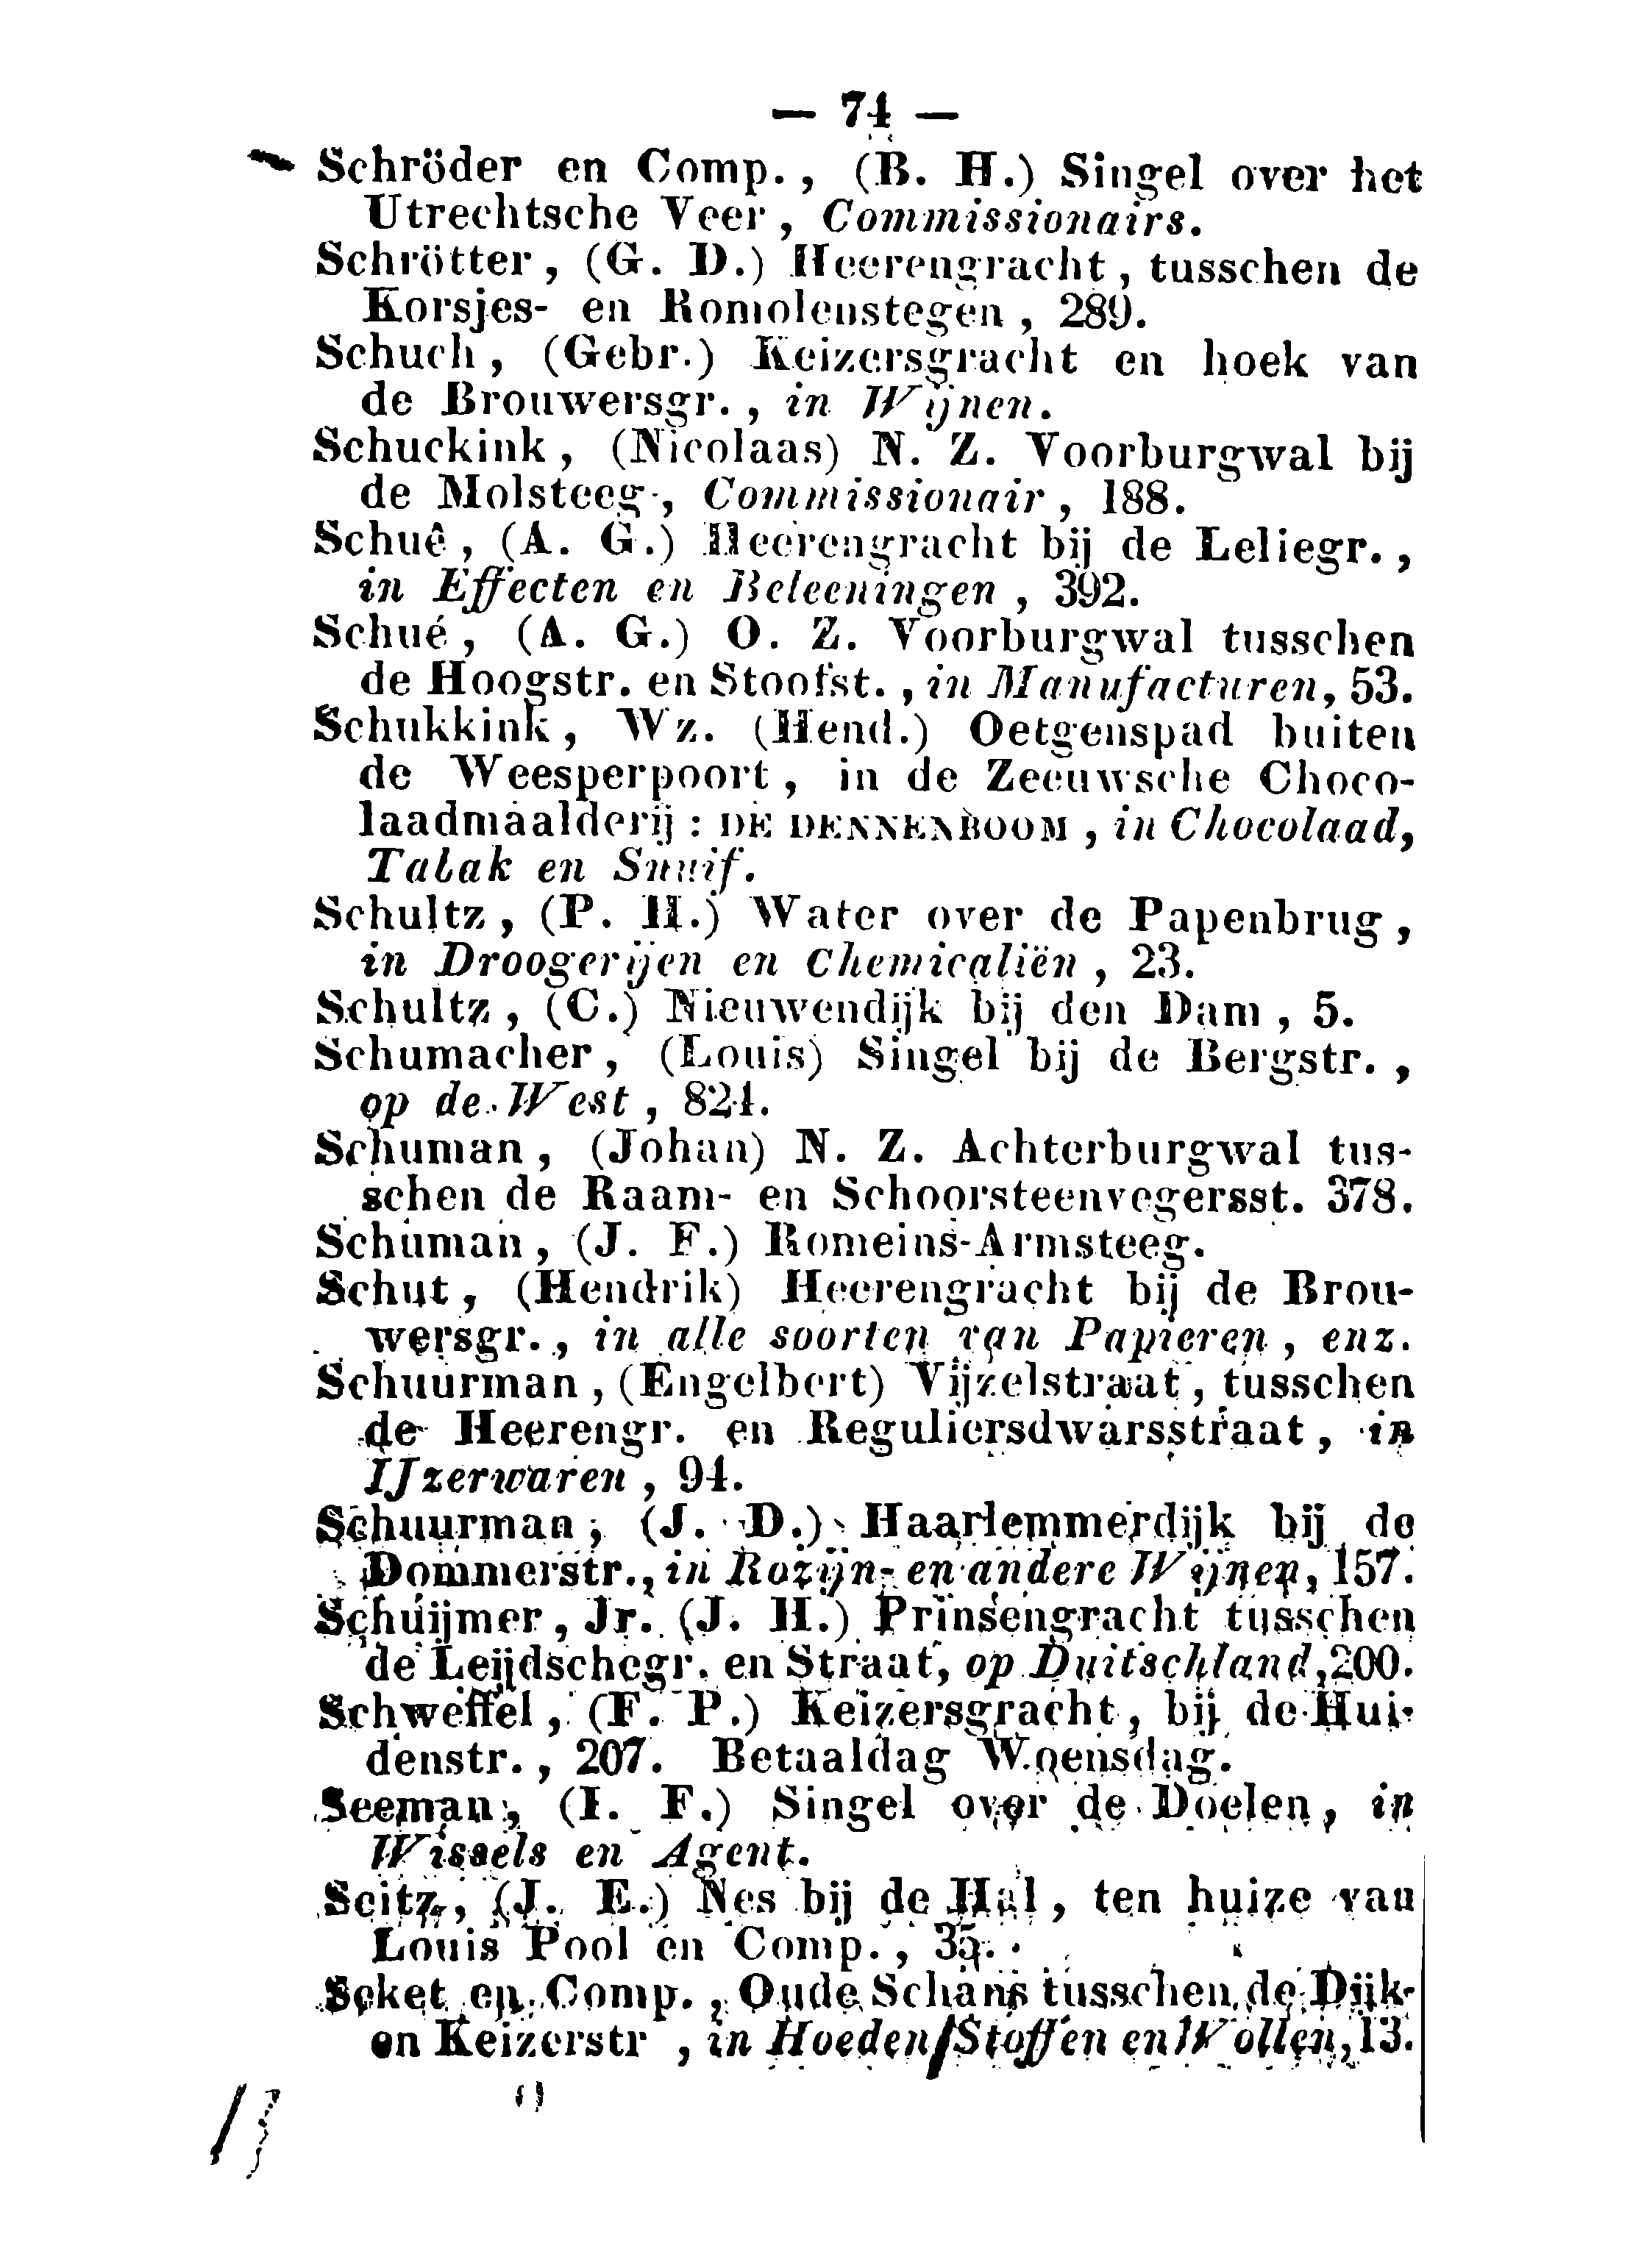 — 74 —
Schröder en Comp., (B. H.) Singel over het
Utrechtsche Veer, Commissionairs.
Schrötter, (G. D.) Heerengracht, tusschen de
Korsjes- en Romolenstegen, 289.
Schuch, (Gebr.) Keizersgracht en hoek van
de Brouwersgr., in Wijnen.
Schuckink, (Nicolaas) N. Z. Voorburgwal bij
de Molsteeg, Commissionair, 188.
Schuê, (A. G.) Heerengracht bij de Leliegr.,
in Effecten en Beleeningen, 392.
Schué, (A. G.) O. Z. Voorburgwal tusschen
de Hoogstr. en Stoofst., in Manufacturen, 53.
Schukkink, Wz. (Hend.) Oetgenspad buiten
de Weesperpoort, in de Zeeuwsche Choco-
laadmaalderij: DE DENNENBOOM, in Chocolaad,
Tabak en Snuif.
Schultz, (P. H.) Water over de Papenbrug,
in Droogerijen en Chemicaliën, 23.
Schultz, (C.) Nieuwendijk bij den Dam, 5.
Schumacher, (Louis) Singel bij de Bergstr.,
op de West, 824.
Schuman, (Johan) N. Z. Achterburgwal tus-
schen de Raam- en Schoorsteenvegersst. 378.
Schuman, (J. F.) Romeins-Armsteeg.
Schut, (Hendrik) Heerengracht bij de Brou-
wersgr., in alle soorten van Papieren, enz.
Schuurman, (Engelbert) Vijzelstraat, tusschen
de Heerengr. en Reguliersdwarsstraat, in
IJzerwaren, 94.
Schuurman, (J. D.) Haarlemmerdijk bij de
Dommerstr., in Rozijn- en andere Wijnen, 157.
Schuijmer, Jr. (J. H.) Prinsengracht tusschen
de Leijdschegr. en Straat, op Duitschland, 200.
Schweffel, (F. P.) Keizersgracht, bij de Hui-
denstr., 207. Betaaldag Woensdag.
Seeman, (I. F.) Singel over de Doelen, in
Wissels en Agent.
Seitz, (J. E.) Nes bij de Hal, ten huize van
Louis Pool en Comp., 35.
Seket en Comp., Oude Schans tusschen de Dijk-
en Keizerstr, in Hoeden Stoffen en Wollen, 13.